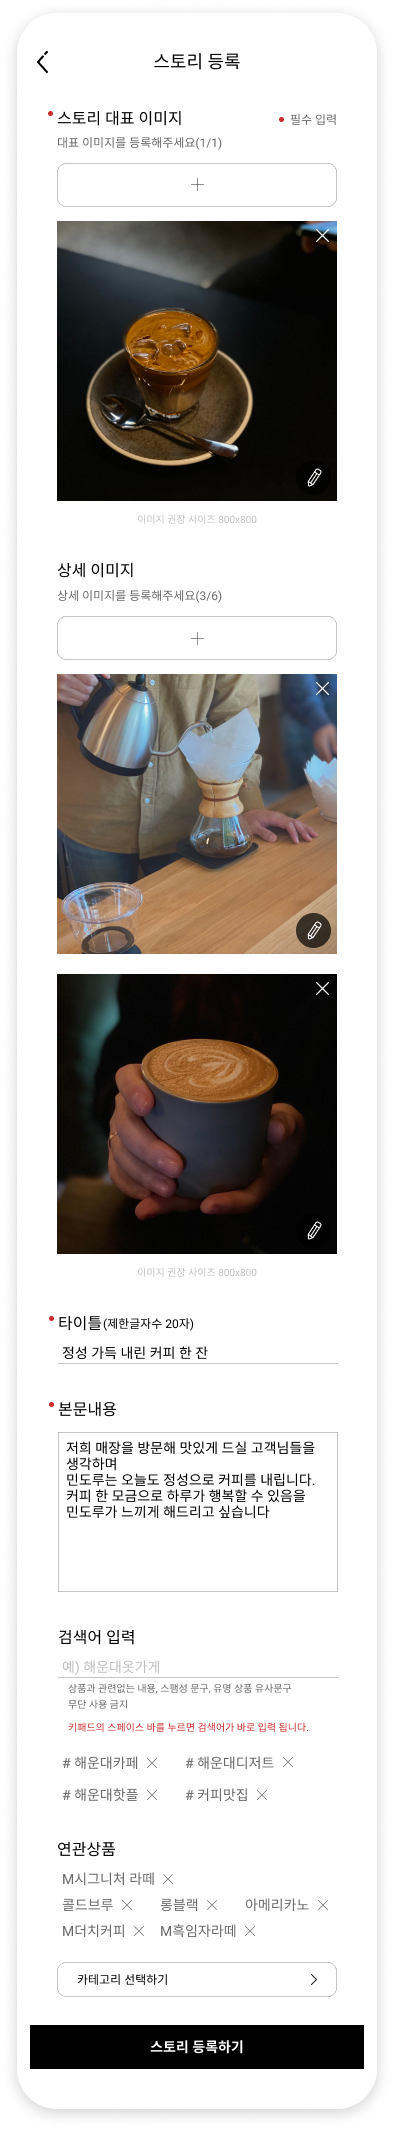 스토리 등록
스토리 대표 이미지
필수 입력
대표 이미지를 등록해주세요(1/1)
이미지 권장 사이즈 800x800
상세 이미지
상세 이미지를 등록해주세요(3/6)
이미지 권장 사이즈 800x800
타이틀(제한글자수 20자)
정성 가득 내린 커피 한 잔
본문내용
저희 매장을 방문해 맛있게 드실 고객님들을
생각하며
민도루는 오늘도 정성으로 커피를 내립니다.
커피 한 모금으로 하루가 행복할 수 있음을
민도루가 느끼게 해드리고 싶습니다
검색어 입력
예) 해운대옷가게
상품과 관련없는 내용, 스팸성 문구, 유명 상품 유사문구
무단 사용 금지
키패드의 스페이스 바를 누르면 검색어가 바로 입력 됩니다.
# 해운대카페 # 해운대디저트
# 해운대핫플 # 커피맛집
연관상품
M시그니처 라떼
콜드브루 롱블랙 아메리카노
M더치커피 M흑임자라떼
카테고리 선택하기
스토리 등록하기